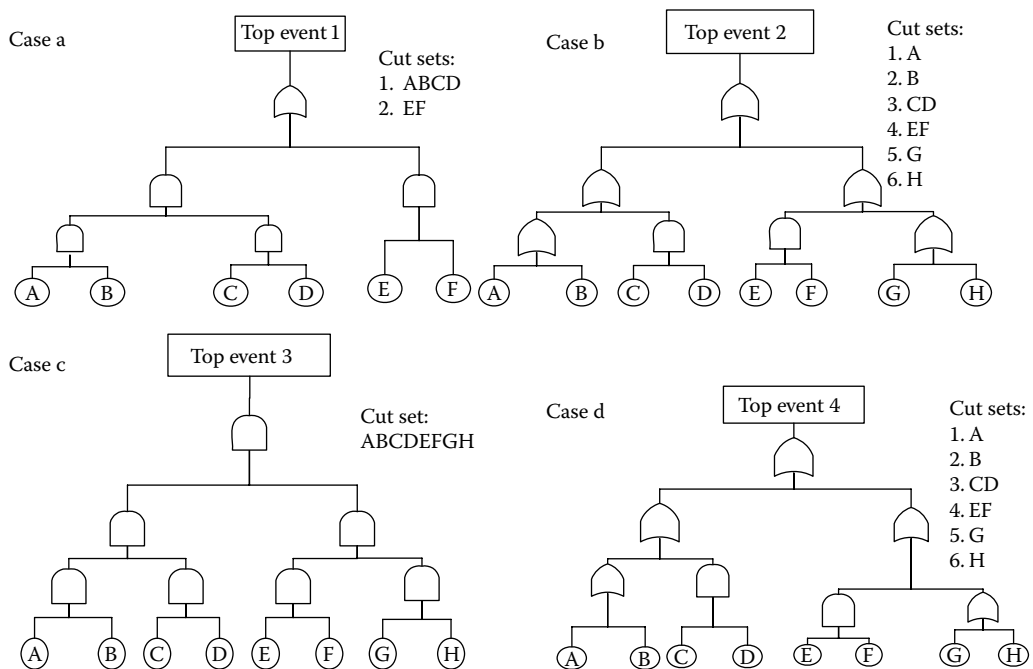 Case a
Top event 1
Cut sets:
1. ABCD
2. EF
A B C D E F
Case b
Top event 2
Cut sets:
1. A
2. B
3. CD
4. EF
5. G
6. H
A B C D E F G H
Case c
Top event 3
Cut set:
ABCDEFGH
A B C D E F G H
Case d
Top event 4
Cut sets:
1. A
2. B
3. CD
4. EF
5. G
6. H
A B C D E F G H